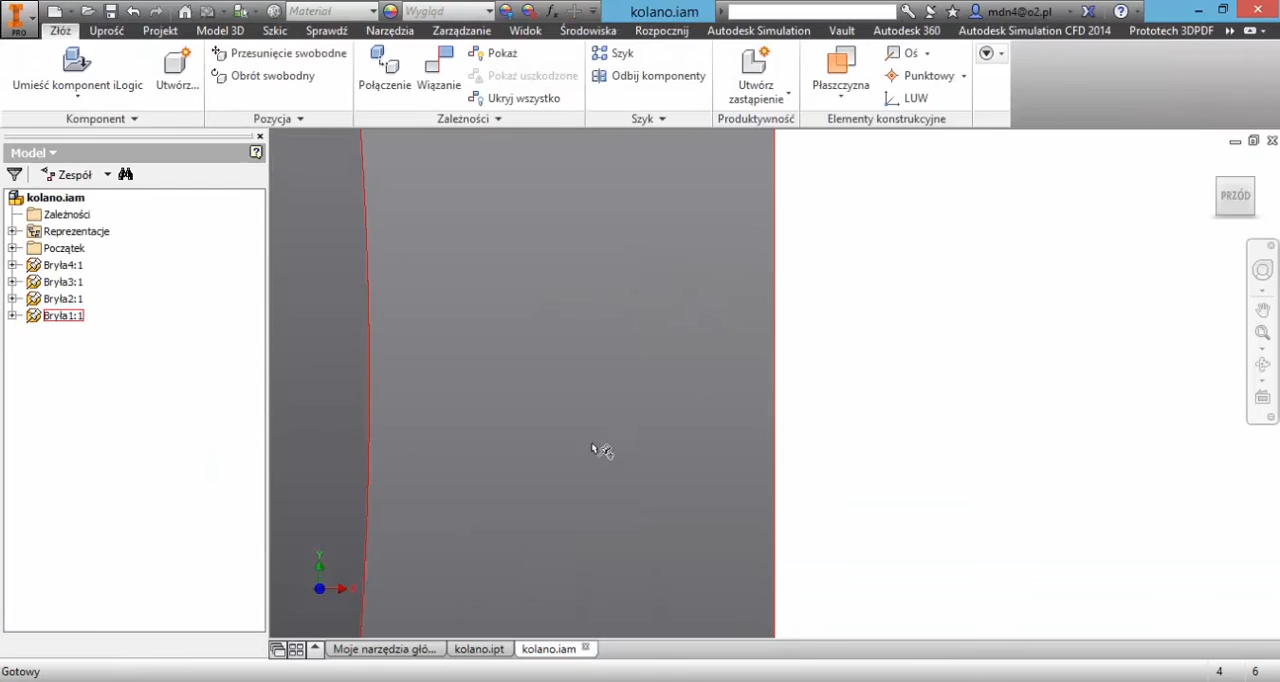 Materiał Wygląd kolano.iam mdn4@o2.pl
PRO Złóż Uprość Projekt Model 3D Szkic Sprawdź Narzędzia Zarządzanie Widok Środowiska Rozpocznij Autodesk Simulation Vault Autodesk 360 Autodesk Simulation CFD 2014 Prototech 3DPDF
Umieść komponent iLogic
Utwórz...
Przesunięcie swobodne
Obrót swobodny
Połączenie
Wiązanie
Pokaż
Pokaż uszkodzone
Ukryj wszystko
Szyk
Odbij komponenty
Utwórz
zastąpienie
Płaszczyzna
Oś
Punktowy
LUW
Komponent Pozycja Zależności Szyk Produktywność Elementy konstrukcyjne
Model
Zespół
kolano.iam
Zależności
Reprezentacje
Początek
Bryła4:1
Bryła3:1
Bryła2:1
Bryła1:1
PRZÓD
Y
X
Moje narzędzia głó... kolano.ipt kolano.iam
Gotowy 4 6